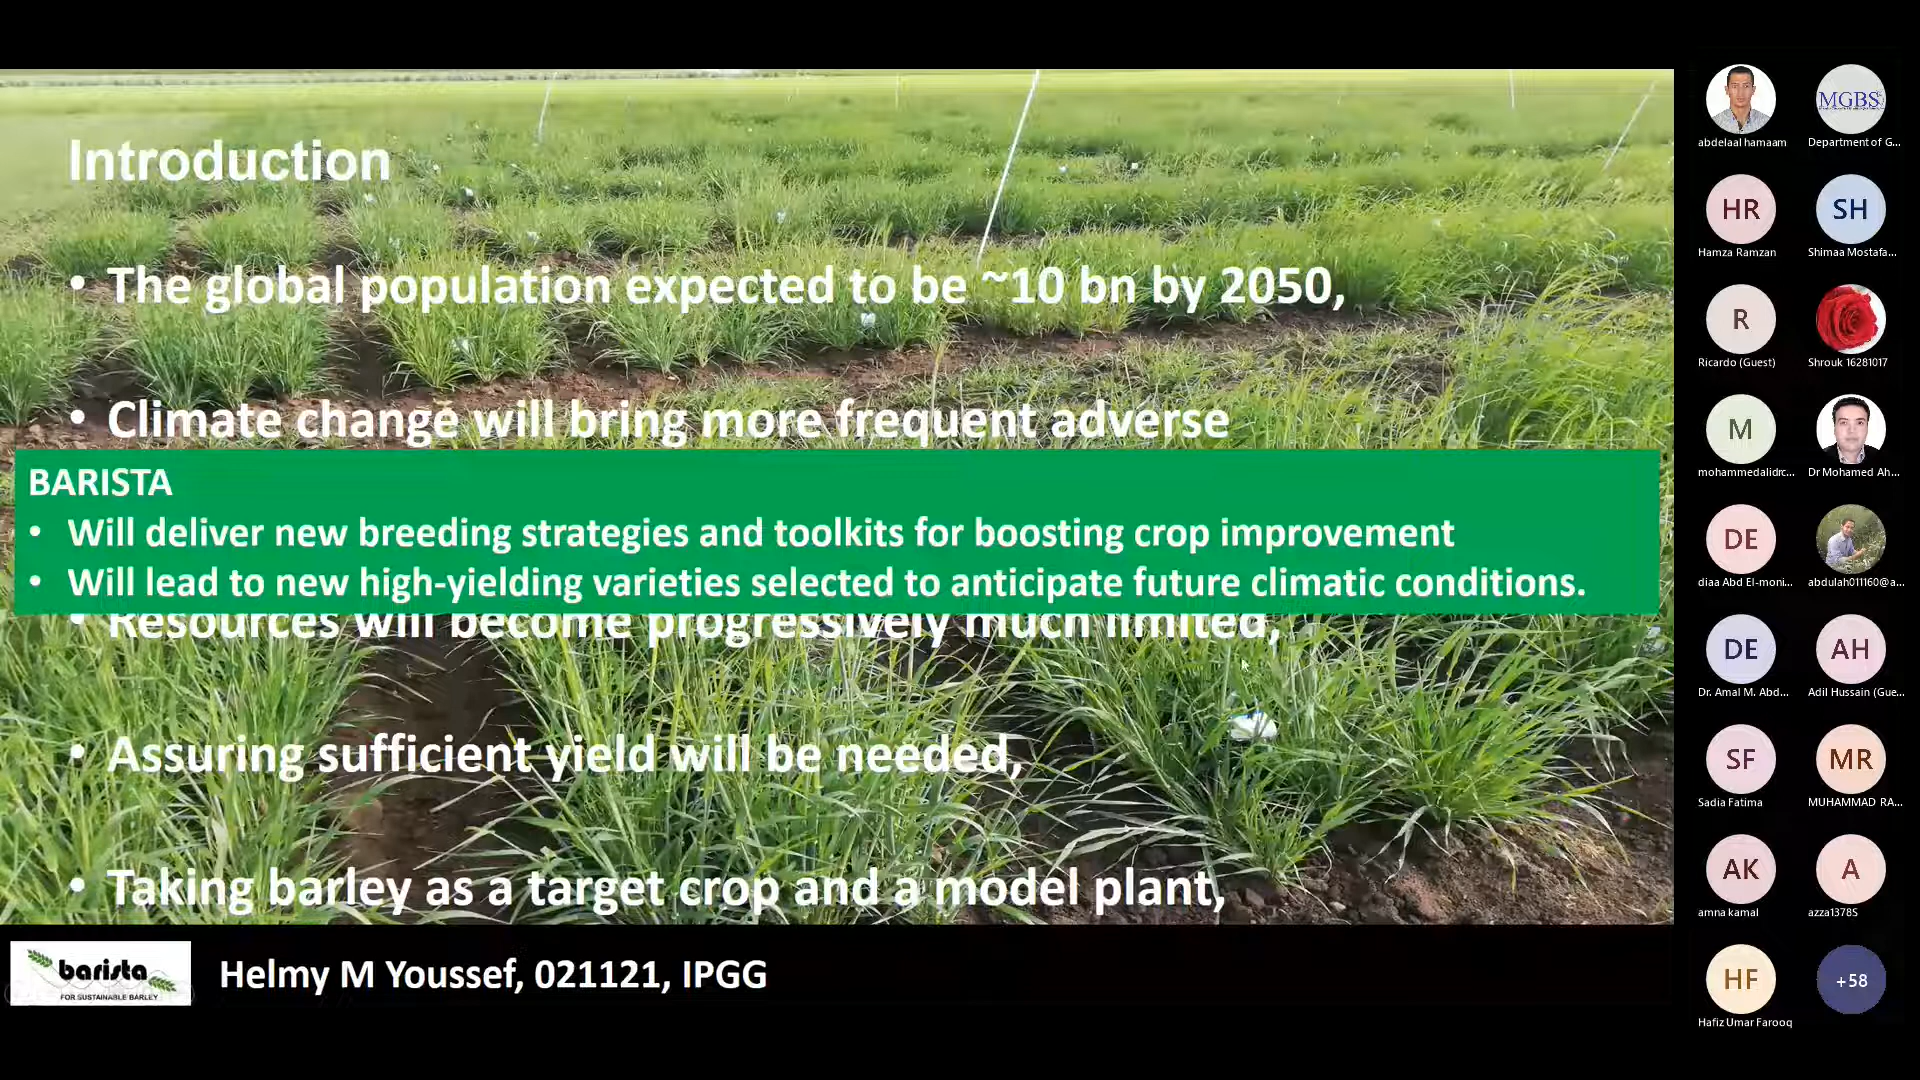 Introduction
• The global population expected to be ~10 bn by 2050,
• Climate change will bring more frequent adverse
BARISTA
• Will deliver new breeding strategies and toolkits for boosting crop improvement
• Will lead to new high-yielding varieties selected to anticipate future climatic conditions.
• Resources will become progressively much limited,
• Assuring sufficient yield will be needed,
• Taking barley as a target crop and a model plant,
barista
FOR SUSTAINABLE BARLEY
Helmy M Youssef, 021121, IPGG
abdelaal hamaam
MGBS
Department of G...
HR
Hamza Ramzan
SH
Shimaa Mostafa...
R
Ricardo (Guest)
Shrouk 16281017
M
mohammedalidrc...
Dr Mohamed Ah...
DE
diaa Abd El-moni...
abdulah011160@a...
DE
Dr. Amal M. Abd...
AH
Adil Hussain (Gue...
SF
Sadia Fatima
MR
MUHAMMAD RA...
AK
amna kamal
A
azza1378S
HF
Hafiz Umar Farooq
+58